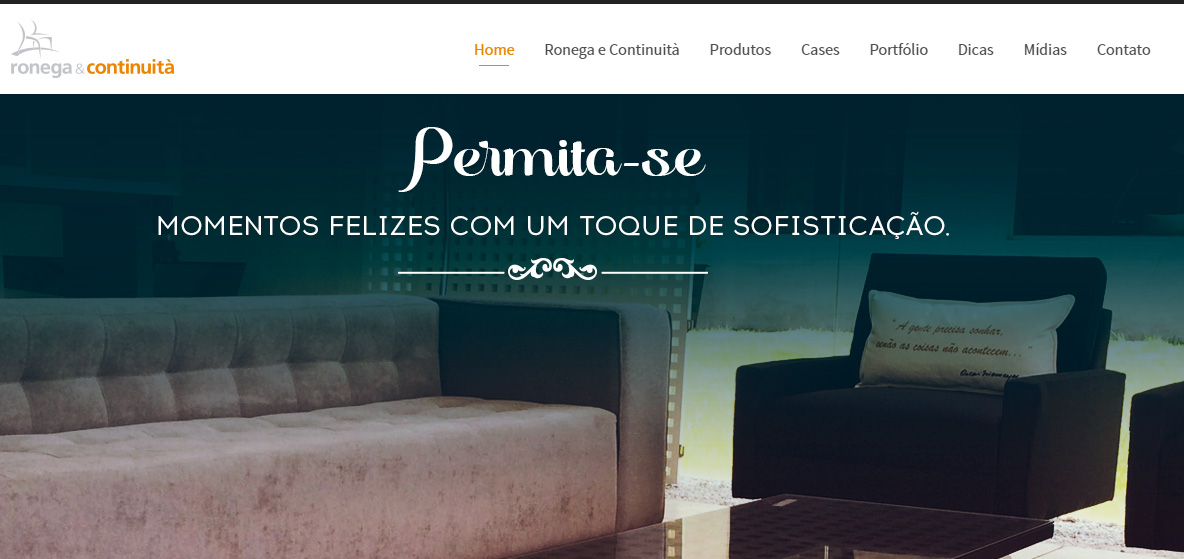 ronega & continuità
Home Ronega e Continuità Produtos Cases Portfólio Dicas Mídias Contato
Permita-se
MOMENTOS FELIZES COM UM TOQUE DE SOFISTICAÇÃO.
"A gente precisa sonhar,
senão as coisas não acontecem..."
Oscar Niemeyer